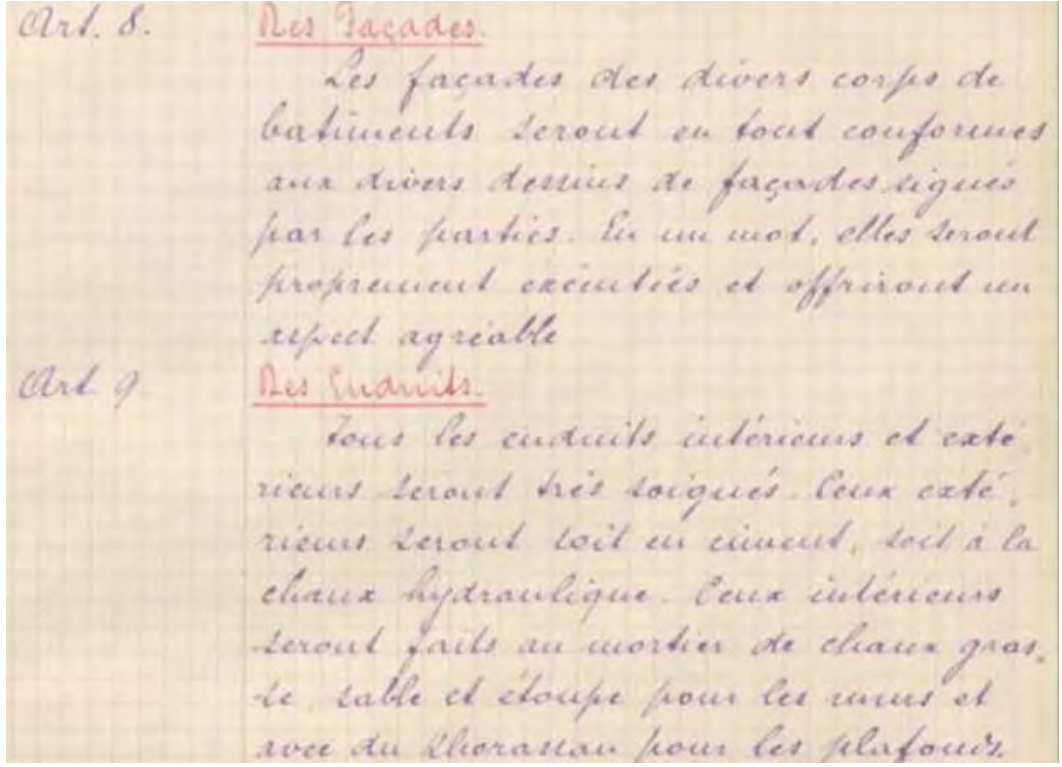 Art. 8. Des Façades.
Les façades des divers corps de
batiments seront en tout conformes
aux divers dessins de façades signés
par les parties. En un mot, elles seront
proprement exécutées et offriront un
aspect agréable
Art 9. Des Enduits.
Tous les enduits intérieurs et exté
rieurs seront très soignés. Ceux exté.
rieurs seront soit en ciment, soit à la
chaux hydraulique. Ceux intérieurs
seront faits au mortier de chaux gras.
se, sable et étoupe pour les murs et
avec du Khorassan pour les plafonds.